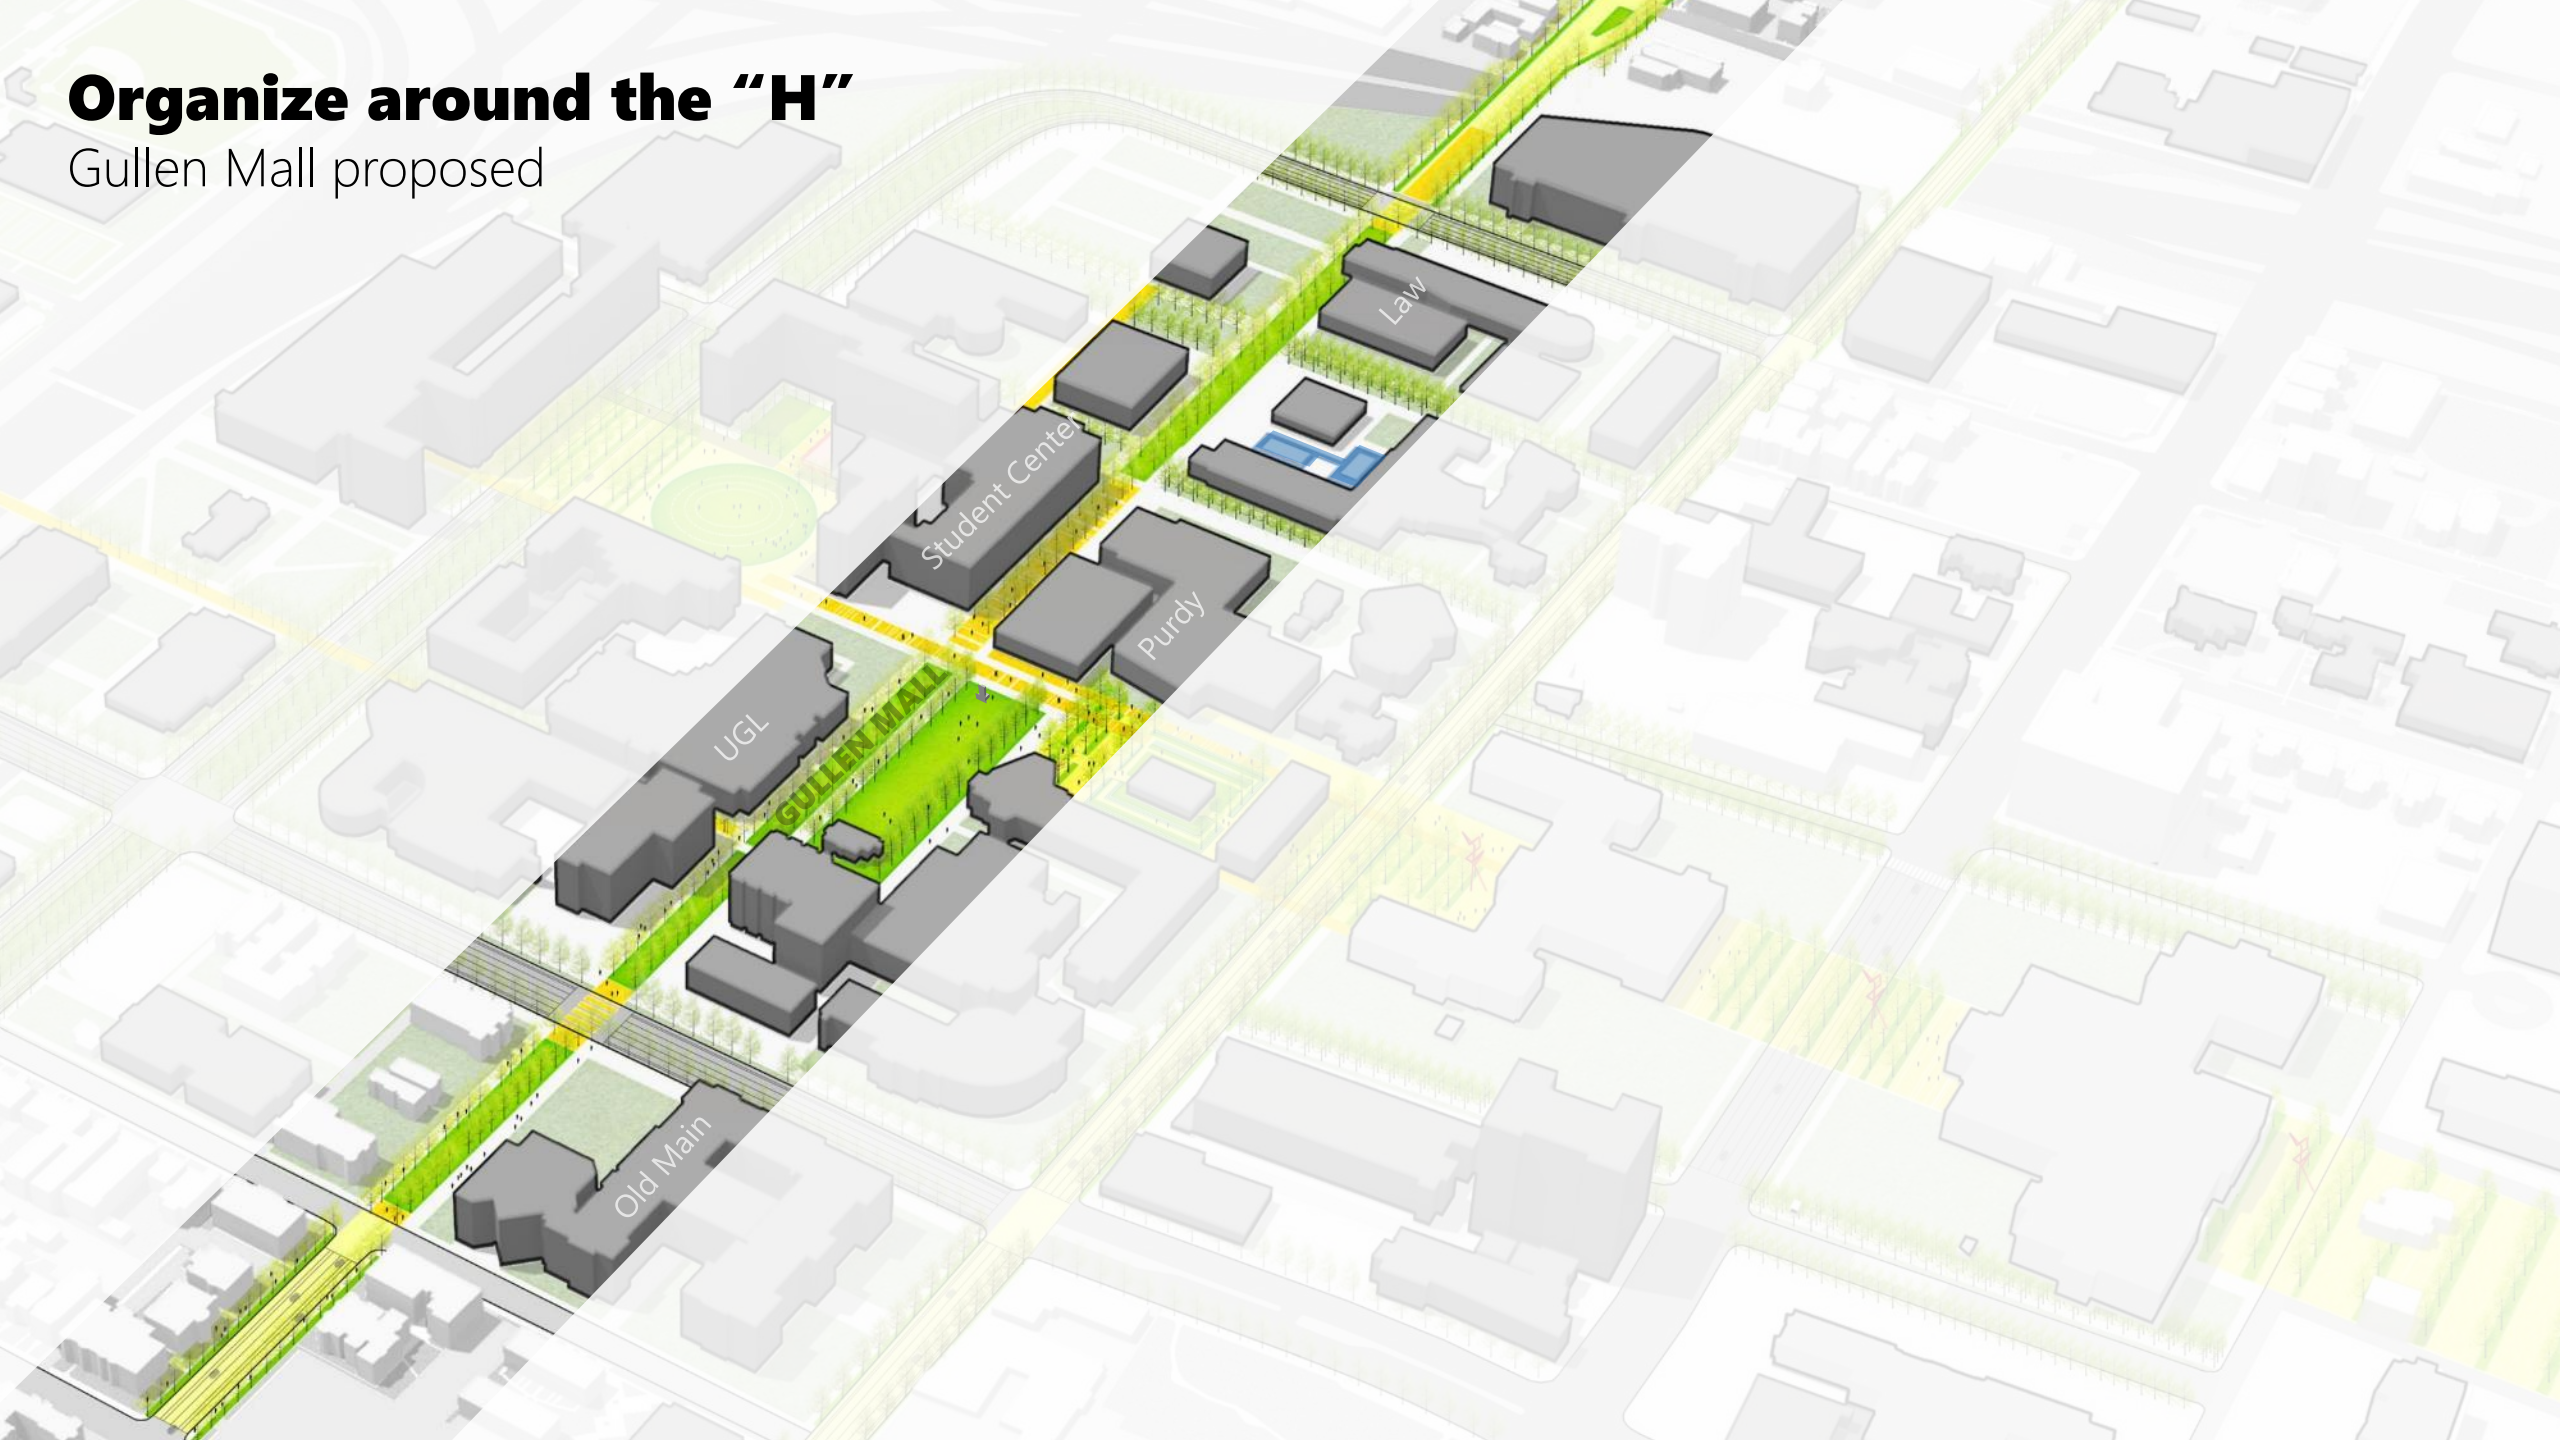 Organize around the “H”
Gullen Mall proposed
Law
Student Center
Purdy
UGL
GULLEN MALL
Old Main